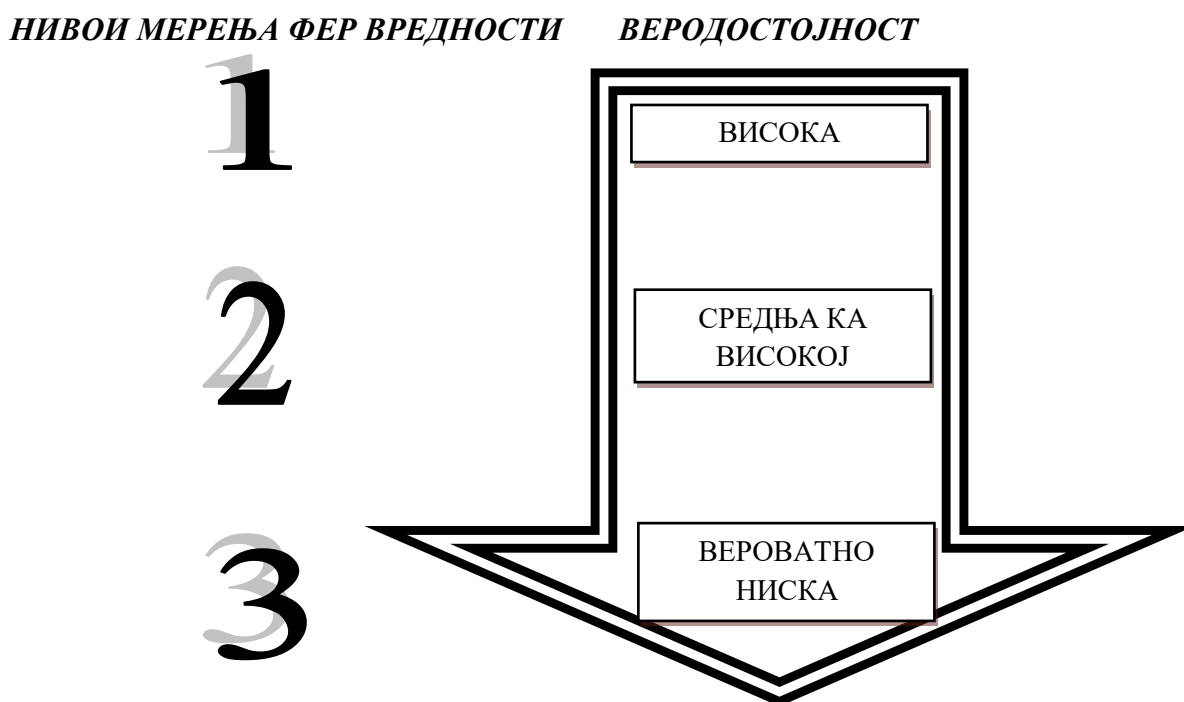 НИВОИ МЕРЕЊА ФЕР ВРЕДНОСТИ ВЕРОДОСТОЈНОСТ
1
ВИСОКА
2
СРЕДЊА КА
ВИСОКОЈ
3
ВЕРОВАТНО
НИСКА